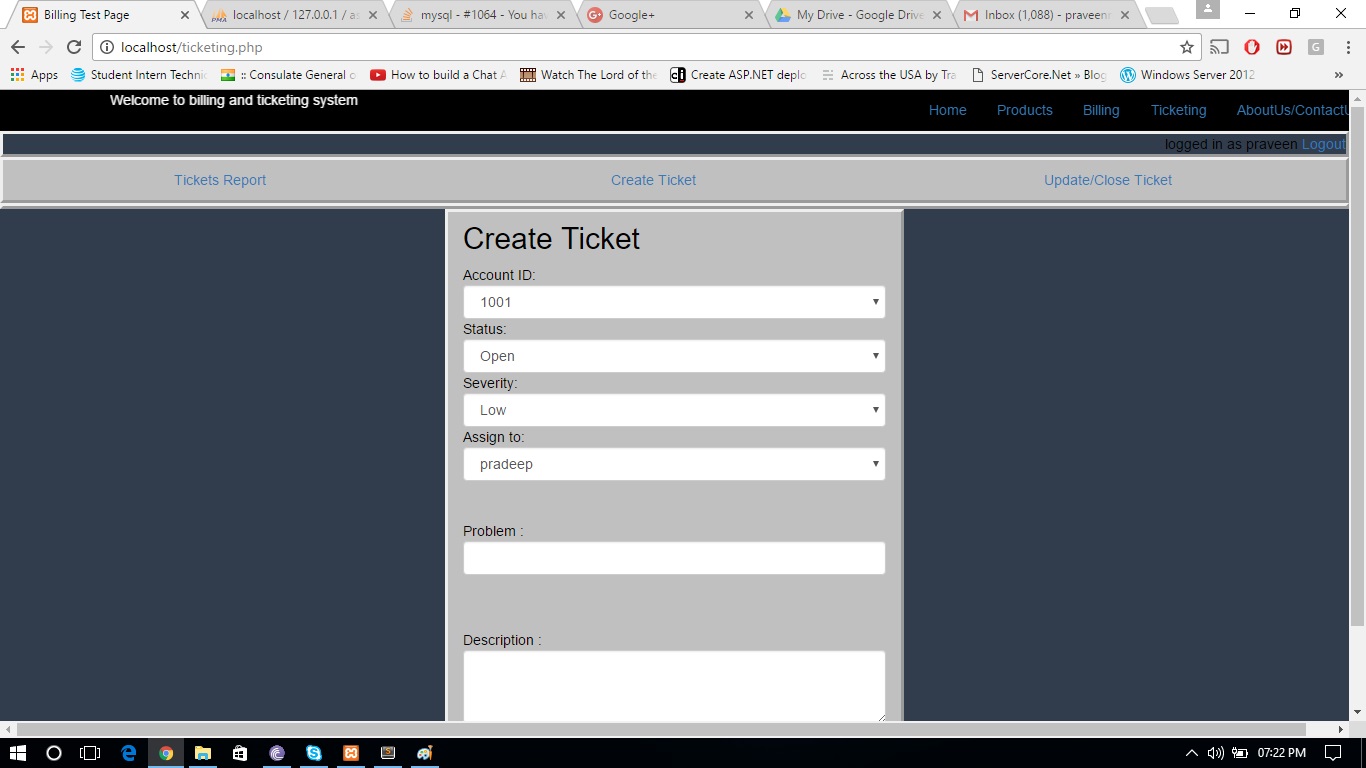 Billing Test Page
localhost / 127.0.0.1 / as
mysql - #1064 - You hav
Google+
My Drive - Google Drive
Inbox (1,088) - praveenr
localhost/ticketing.php
Apps
Student Intern Technic
:: Consulate General o
How to build a Chat A
Watch The Lord of the
Create ASP.NET deplo
Across the USA by Tra
ServerCore.Net » Blog
Windows Server 2012
»
Welcome to billing and ticketing system
Home
Products
Billing
Ticketing
AboutUs/ContactU
logged in as praveen Logout
Tickets Report
Create Ticket
Update/Close Ticket
Create Ticket
Account ID:
1001
Status:
Open
Severity:
Low
Assign to:
pradeep
Problem :
Description :
07:22 PM